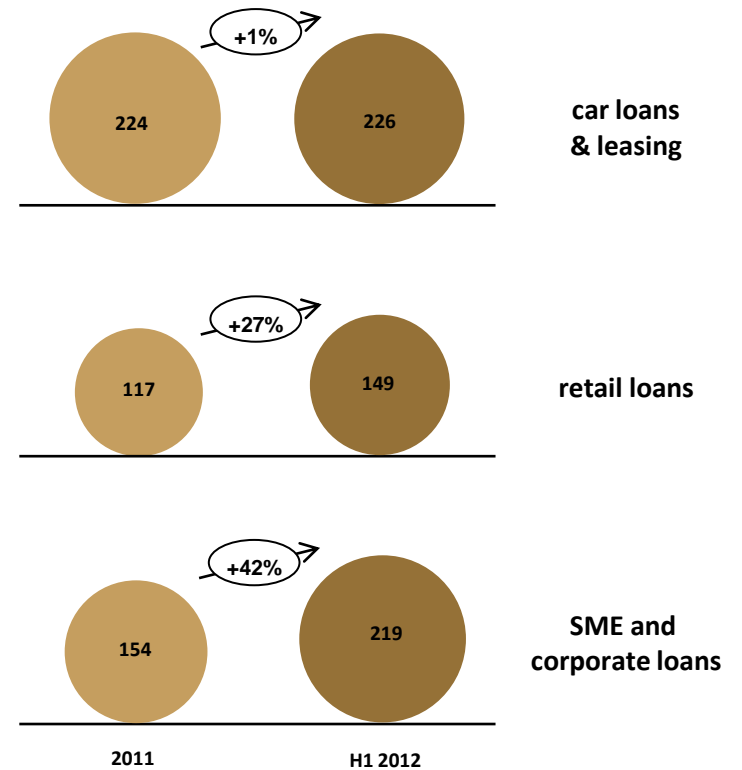 +1%
224
226
car loans
& leasing
+27%
117
149
retail loans
+42%
154
219
SME and
corporate loans
2011
H1 2012